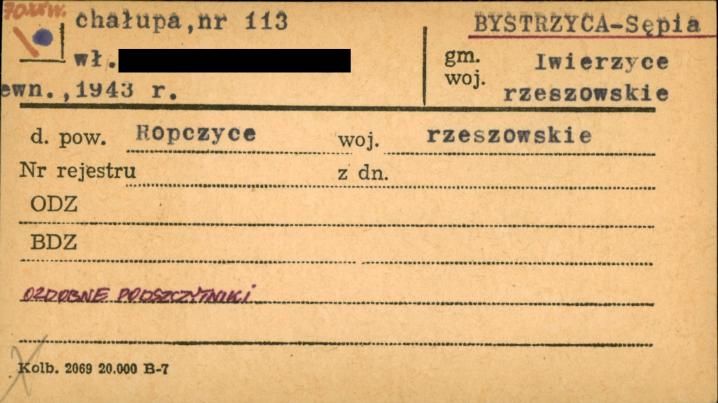 chałupa,nr 113
BYSTRZYCA-Sępia
wł.
gm. Iwierzyce
woj. rzeszowskie
ewn.,1943 r.
d. pow. Ropczyce woj. rzeszowskie
Nr rejestru z dn.
ODZ
BDZ
OZDOBNE PODSZCZYTNIKI
Kolb. 2069 20.000 B-7